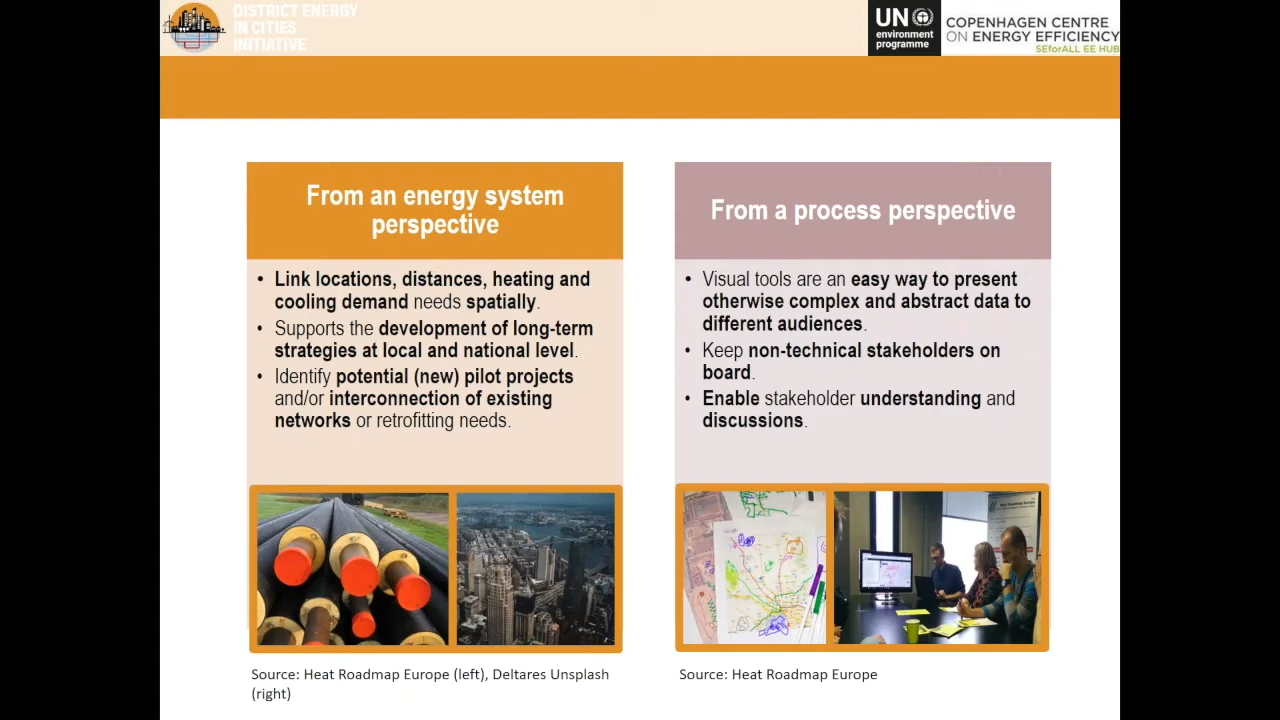 DISTRICT ENERGY
IN CITIES
INITIATIVE
UN
environment
programme
COPENHAGEN CENTRE
ON ENERGY EFFICIENCY
SEforALL EE HUB
From an energy system
perspective
• Link locations, distances, heating and
cooling demand needs spatially.
• Supports the development of long-term
strategies at local and national level.
• Identify potential (new) pilot projects
and/or interconnection of existing
networks or retrofitting needs.
Source: Heat Roadmap Europe (left), Deltares Unsplash
(right)
From a process perspective
• Visual tools are an easy way to present
otherwise complex and abstract data to
different audiences.
• Keep non-technical stakeholders on
board.
• Enable stakeholder understanding and
discussions.
Source: Heat Roadmap Europe